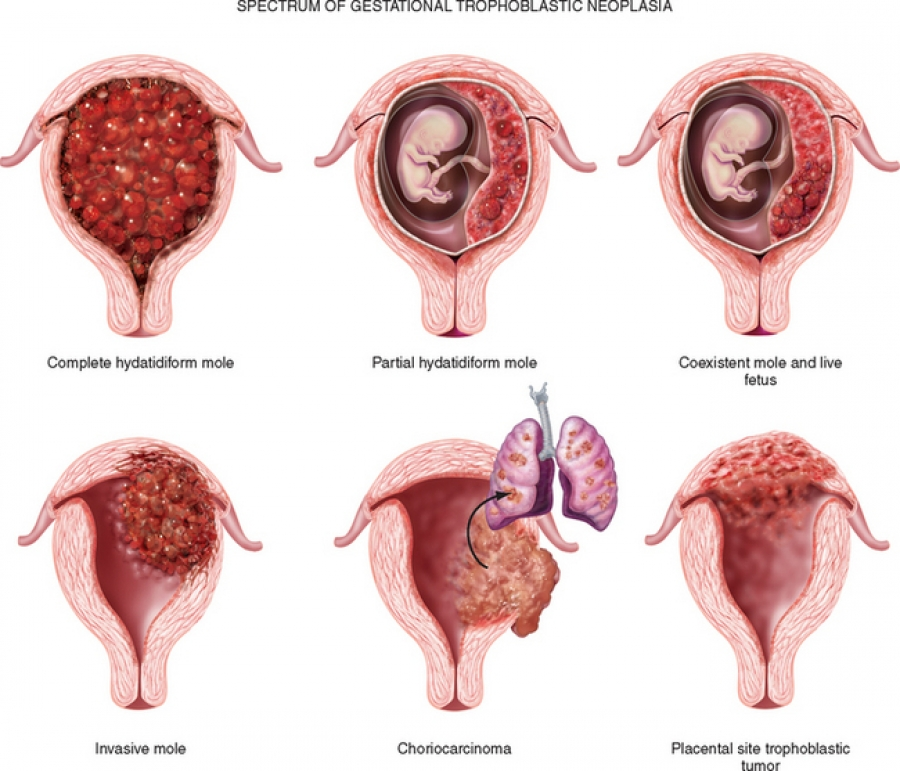 SPECTRUM OF GESTATIONAL TROPHOBLASTIC NEOPLASIA
Complete hydatidiform mole
Partial hydatidiform mole
Coexistent mole and live
fetus
Invasive mole
Choriocarcinoma
Placental site trophoblastic
tumor